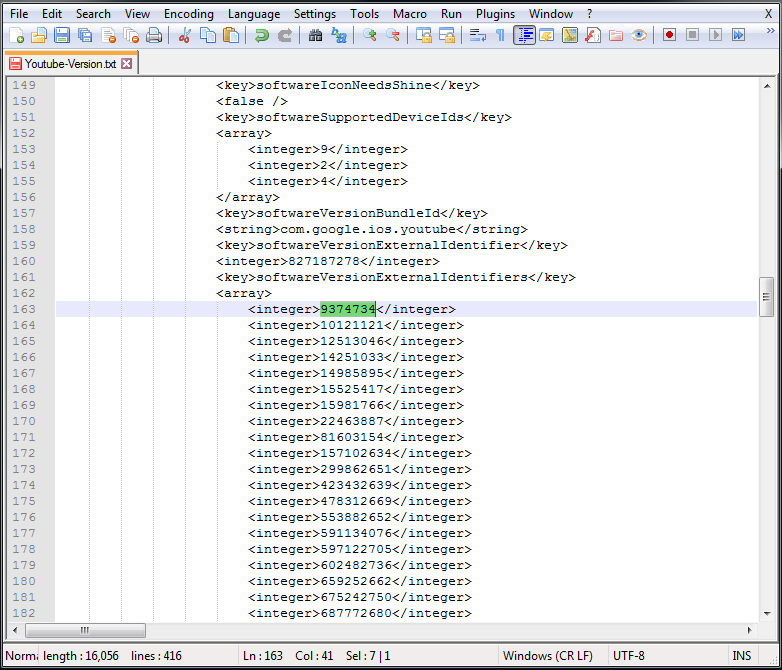 File Edit Search View Encoding Language Settings Tools Macro Run Plugins Window ? X
Youtube-Version.txt
149 <key>softwareIconNeedsShine</key>
150 <false />
151 <key>softwareSupportedDeviceIds</key>
152 <array>
153 <integer>9</integer>
154 <integer>2</integer>
155 <integer>4</integer>
156 </array>
157 <key>softwareVersionBundleId</key>
158 <string>com.google.ios.youtube</string>
159 <key>softwareVersionExternalIdentifier</key>
160 <integer>827187278</integer>
161 <key>softwareVersionExternalIdentifiers</key>
162 <array>
163 <integer>9374734</integer>
164 <integer>10121121</integer>
165 <integer>12513046</integer>
166 <integer>14251033</integer>
167 <integer>14985895</integer>
168 <integer>15525417</integer>
169 <integer>15981766</integer>
170 <integer>22463887</integer>
171 <integer>81603154</integer>
172 <integer>157102634</integer>
173 <integer>299862651</integer>
174 <integer>423432639</integer>
175 <integer>478312669</integer>
176 <integer>553882652</integer>
177 <integer>591134076</integer>
178 <integer>597122705</integer>
179 <integer>602482736</integer>
180 <integer>659252662</integer>
181 <integer>675242750</integer>
182 <integer>687772680</integer>
Norma length : 16,056 lines : 416 Ln : 163 Col : 41 Sel : 7 | 1 Windows (CR LF) UTF-8 INS